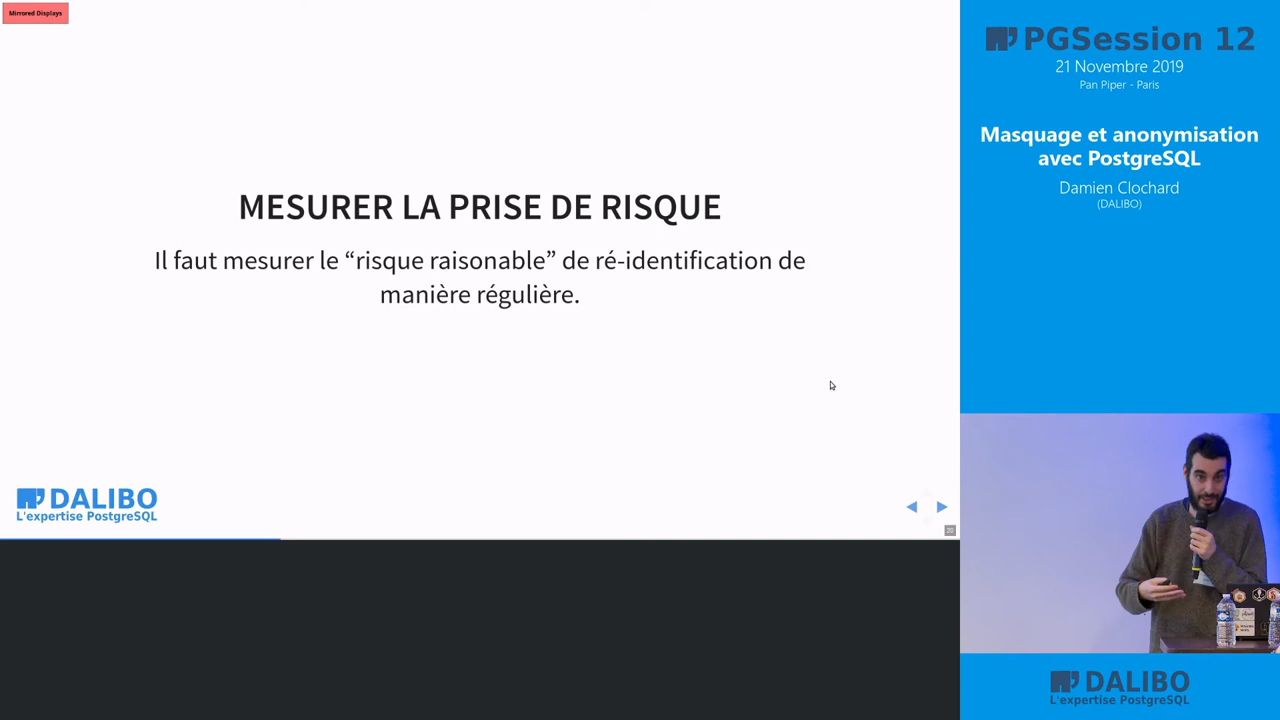 Mirrored Displays
MESURER LA PRISE DE RISQUE
Il faut mesurer le “risque raisonable” de ré-identification de
manière régulière.
DALIBO
L'expertise PostgreSQL
20
PGSession 12
21 Novembre 2019
Pan Piper - Paris
Masquage et anonymisation
avec PostgreSQL
Damien Clochard
(DALIBO)
DALIBO
L'expertise PostgreSQL